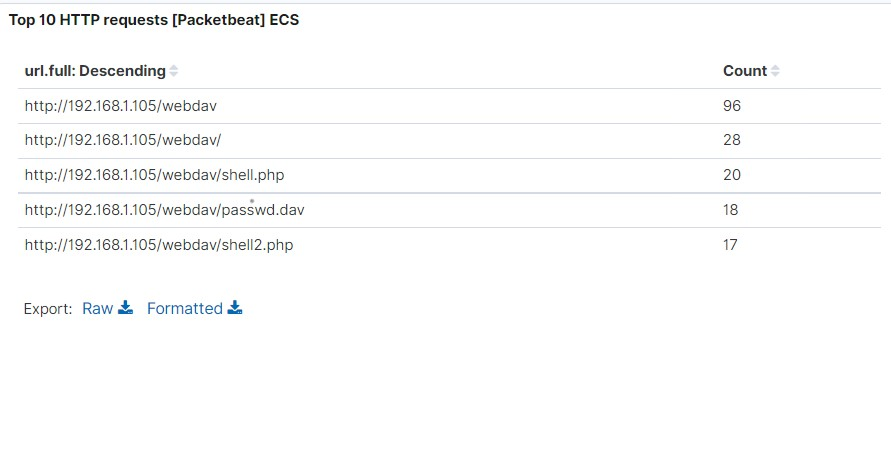 Top 10 HTTP requests [Packetbeat] ECS
url.full: Descending Count
http://192.168.1.105/webdav 96
http://192.168.1.105/webdav/ 28
http://192.168.1.105/webdav/shell.php 20
http://192.168.1.105/webdav/passwd.dav 18
http://192.168.1.105/webdav/shell2.php 17
Export: Raw Formatted